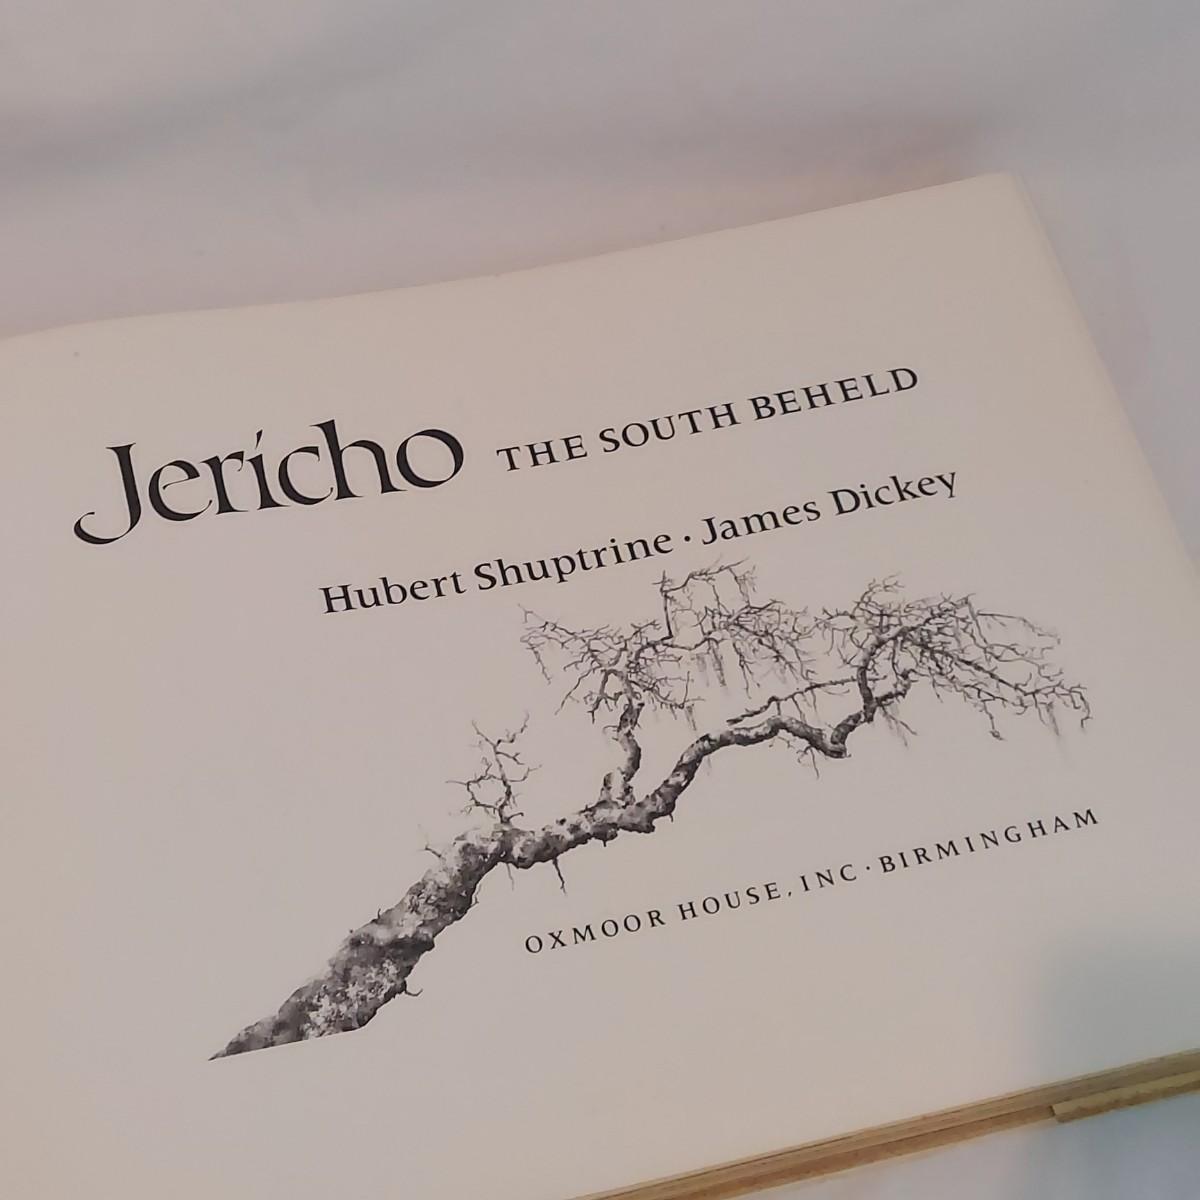 Jericho THE SOUTH BEHELD
Hubert Shuptrine · James Dickey
OXMOOR HOUSE, INC · BIRMINGHAM